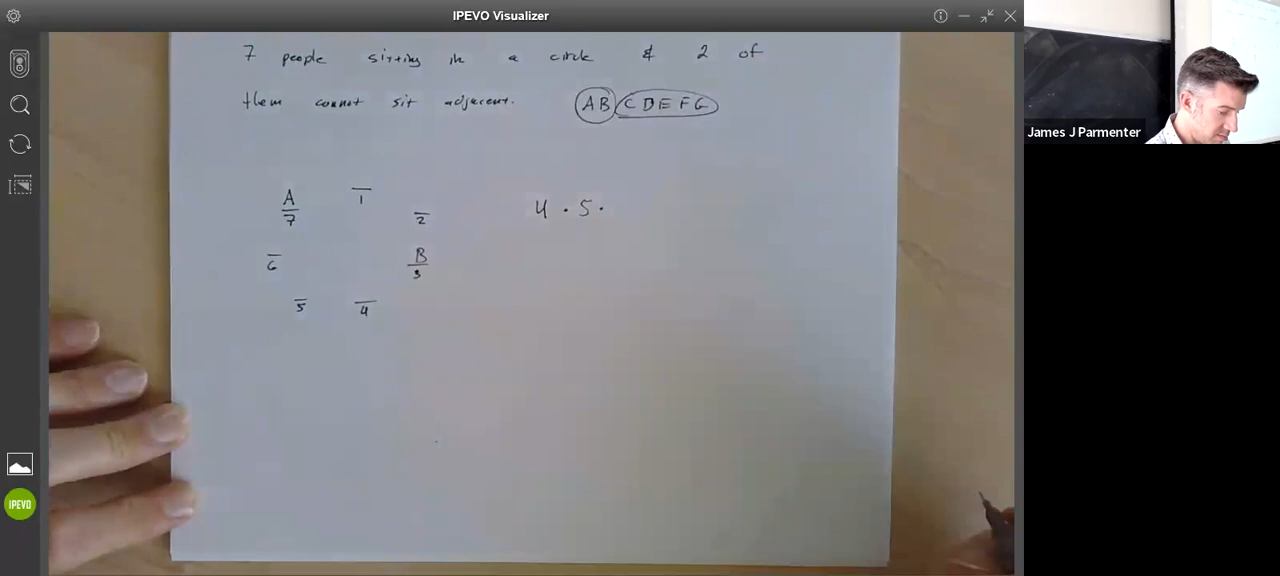 IPEVO Visualizer
7 people sitting in a circle & 2 of
them cannot sit adjacent. AB CDEFG
A
7
1
2
4 · 5 ·
6
B
3
5
4
James J Parmenter
IPEVO